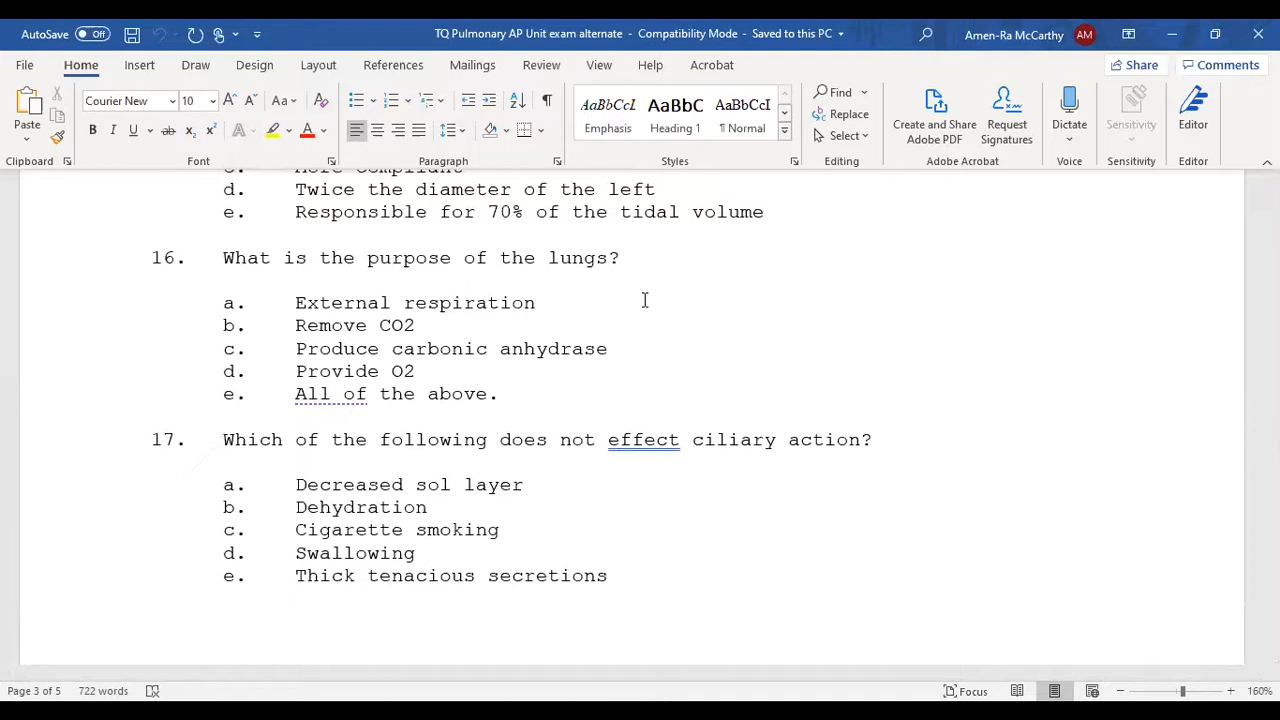 AutoSave Off TQ Pulmonary AP Unit exam alternate - Compatibility Mode - Saved to this PC Amen-Ra McCarthy AM
File Home Insert Draw Design Layout References Mailings Review View Help Acrobat Share Comments
Courier New 10 Aa AaBbCcI AaBbC AaBbCcI Find
Replace
Select
Paste B I U ab x2 x2 A A Emphasis Heading 1 ¶ Normal Create and Share Adobe PDF Request Signatures Dictate Sensitivity Editor
Clipboard Font Paragraph Styles Editing Adobe Acrobat Voice Sensitivity Editor
d. Twice the diameter of the left
e. Responsible for 70% of the tidal volume
16. What is the purpose of the lungs?
a. External respiration
b. Remove CO2
c. Produce carbonic anhydrase
d. Provide O2
e. All of the above.
17. Which of the following does not effect ciliary action?
a. Decreased sol layer
b. Dehydration
c. Cigarette smoking
d. Swallowing
e. Thick tenacious secretions
Page 3 of 5 722 words Focus 160%